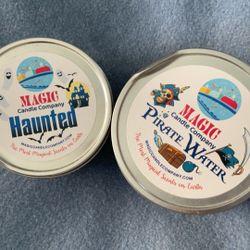 MAGIC
Candle Company
Haunted
MAGICCANDLECOMPANY.COM
The Most Magical Scents on Earth
MAGIC
Candle Company
PIRATE WATER
MAGICCANDLECOMPANY.COM
The Most Magical Scents on Earth